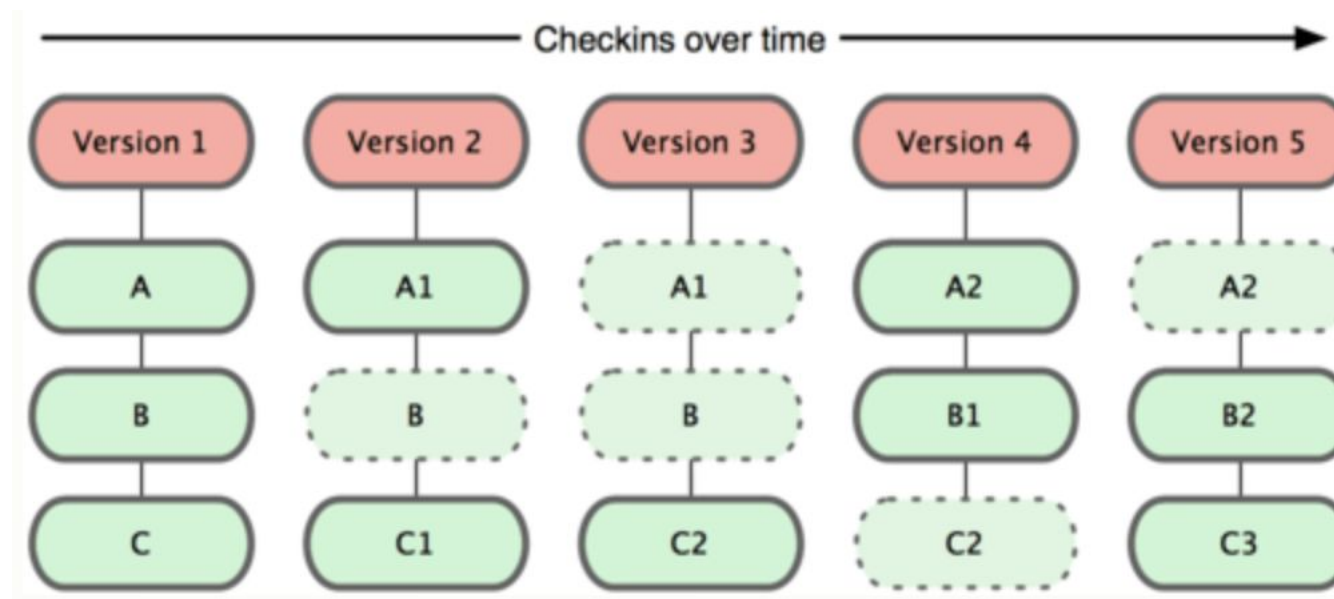 Checkins over time
Version 1 Version 2 Version 3 Version 4 Version 5
A A1 A1 A2 A2
B B B B1 B2
C C1 C2 C2 C3